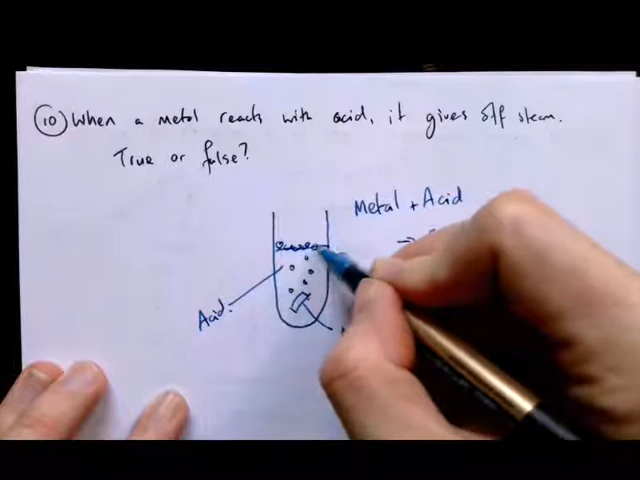 10 When a metal reacts with acid, it gives off steam.
True or false?
Metal + Acid
→
Acid.